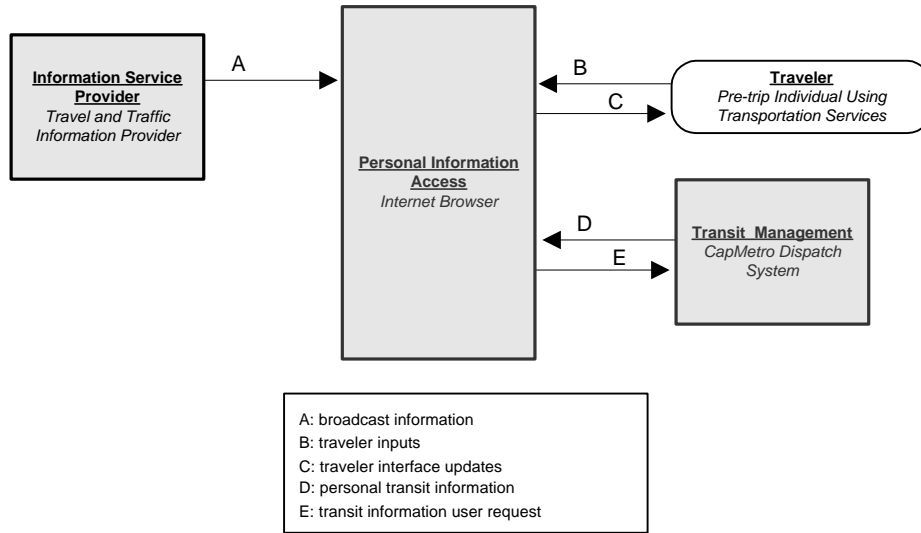 Information Service
Provider
Travel and Traffic
Information Provider
A
Personal Information
Access
Internet Browser
B
C
Traveler
Pre-trip Individual Using
Transportation Services
D
E
Transit Management
CapMetro Dispatch
System
A: broadcast information
B: traveler inputs
C: traveler interface updates
D: personal transit information
E: transit information user request